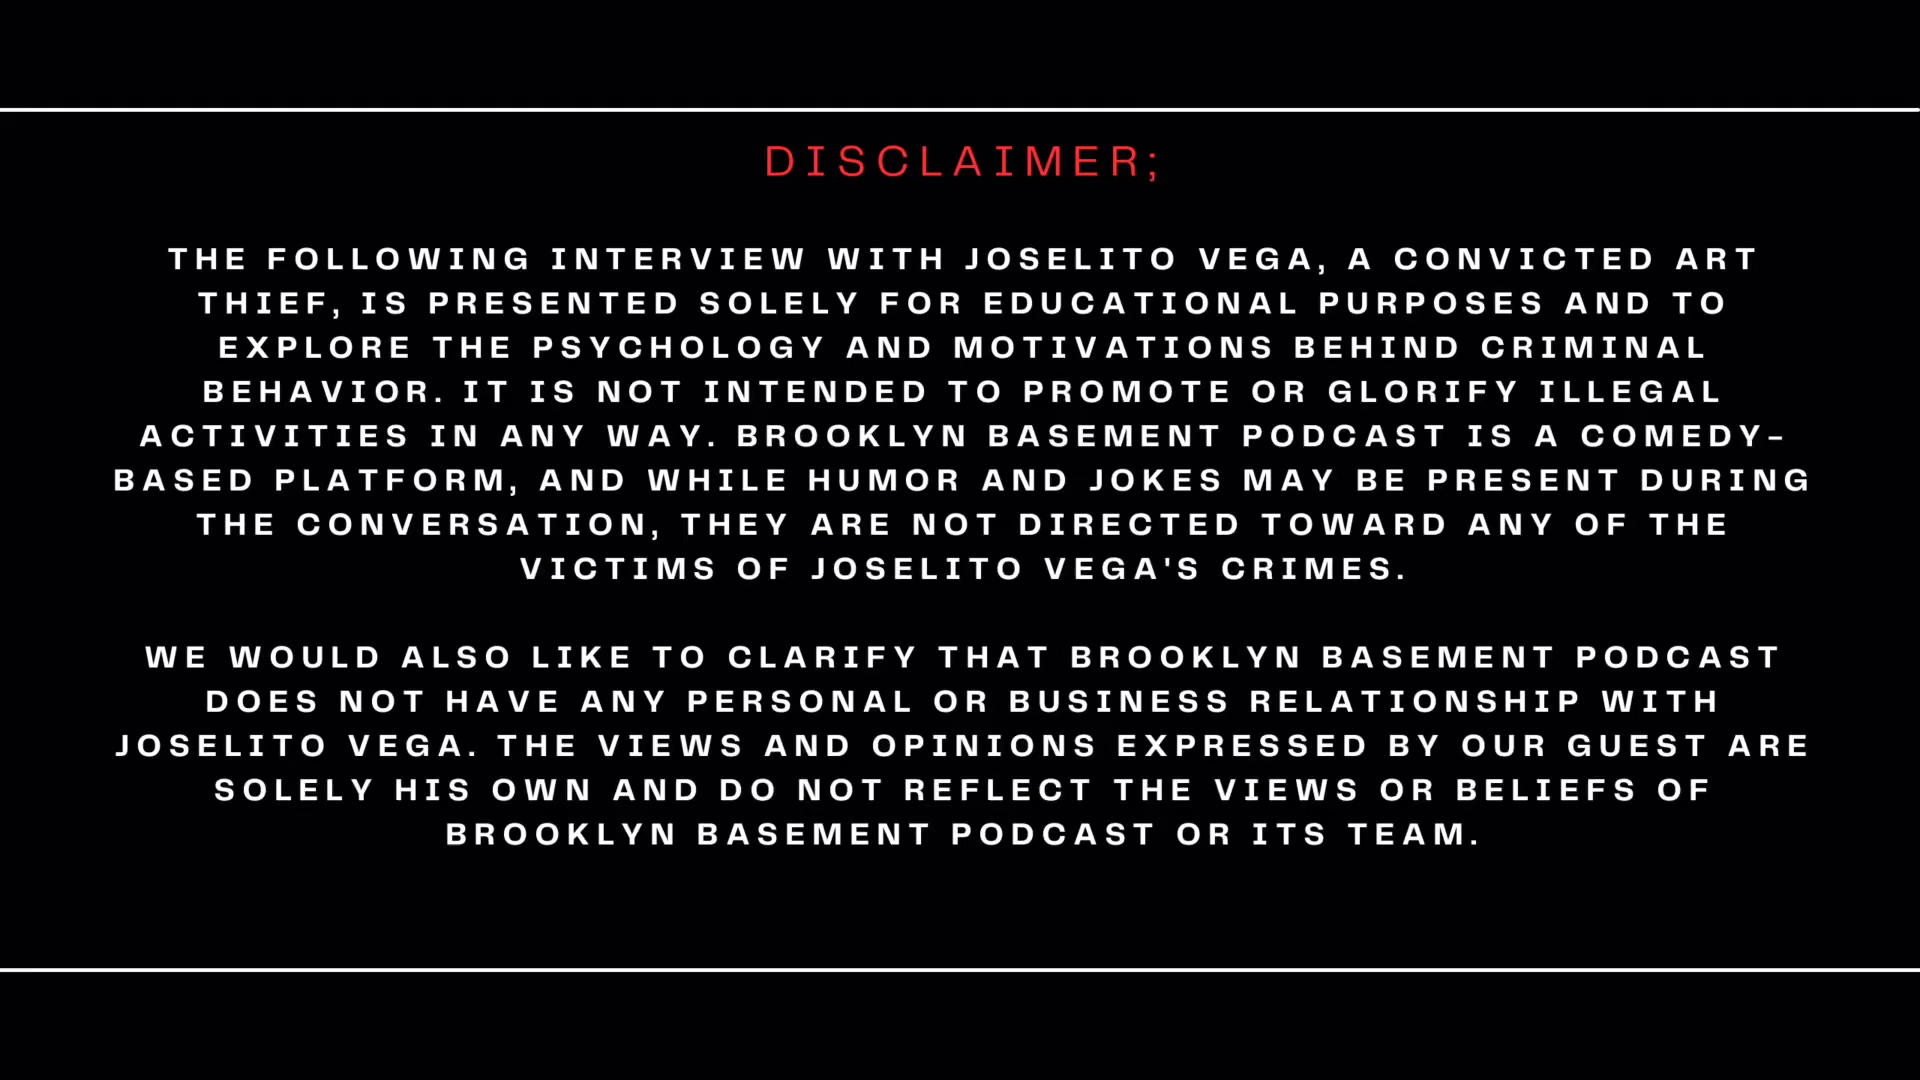 DISCLAIMER;
THE FOLLOWING INTERVIEW WITH JOSELITO VEGA, A CONVICTED ART
THIEF, IS PRESENTED SOLELY FOR EDUCATIONAL PURPOSES AND TO
EXPLORE THE PSYCHOLOGY AND MOTIVATIONS BEHIND CRIMINAL
BEHAVIOR. IT IS NOT INTENDED TO PROMOTE OR GLORIFY ILLEGAL
ACTIVITIES IN ANY WAY. BROOKLYN BASEMENT PODCAST IS A COMEDY-
BASED PLATFORM, AND WHILE HUMOR AND JOKES MAY BE PRESENT DURING
THE CONVERSATION, THEY ARE NOT DIRECTED TOWARD ANY OF THE
VICTIMS OF JOSELITO VEGA'S CRIMES.
WE WOULD ALSO LIKE TO CLARIFY THAT BROOKLYN BASEMENT PODCAST
DOES NOT HAVE ANY PERSONAL OR BUSINESS RELATIONSHIP WITH
JOSELITO VEGA. THE VIEWS AND OPINIONS EXPRESSED BY OUR GUEST ARE
SOLELY HIS OWN AND DO NOT REFLECT THE VIEWS OR BELIEFS OF
BROOKLYN BASEMENT PODCAST OR ITS TEAM.